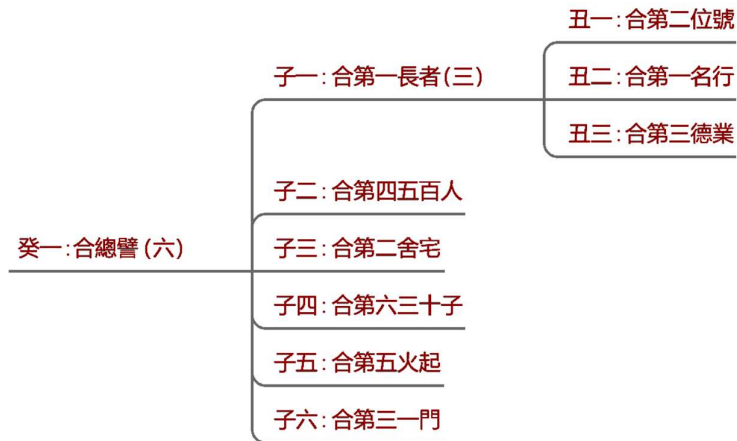 癸一:合總譬(六)
子一:合第一長者(三)
丑一:合第二位號
丑二:合第一名行
丑三:合第三德業
子二:合第四五百人
子三:合第二舍宅
子四:合第六三十子
子五:合第五火起
子六:合第三一門